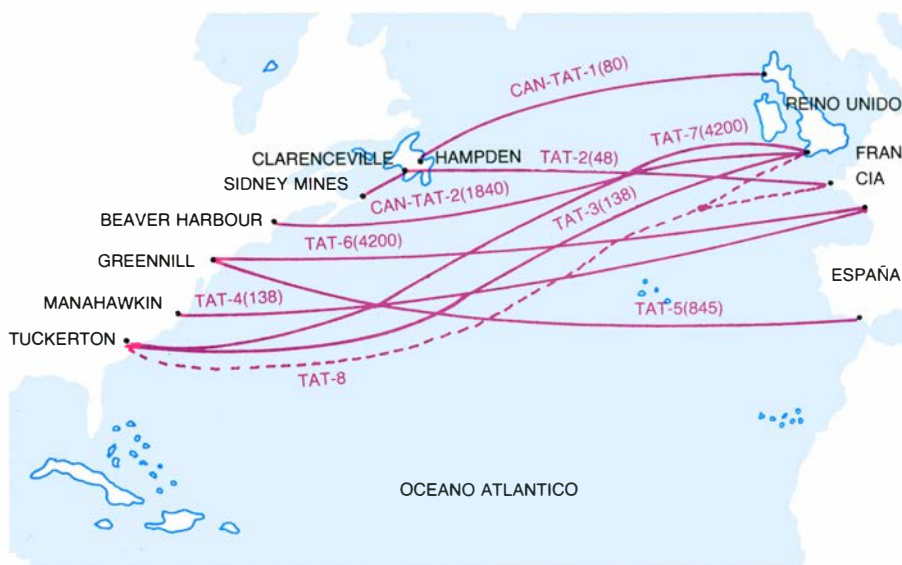 CAN-TAT-1(80)
REINO UNIDO
TAT-7(4200)
CLARENCEVILLE
HAMPDEN
TAT-2(48)
FRAN
CIA
SIDNEY MINES
CAN-TAT-2(1840)
TAT-3(138)
BEAVER HARBOUR
TAT-6(4200)
GREENNILL
ESPAÑA
MANAHAWKIN
TAT-4(138)
TAT-5(845)
TUCKERTON
TAT-8
OCEANO ATLANTICO